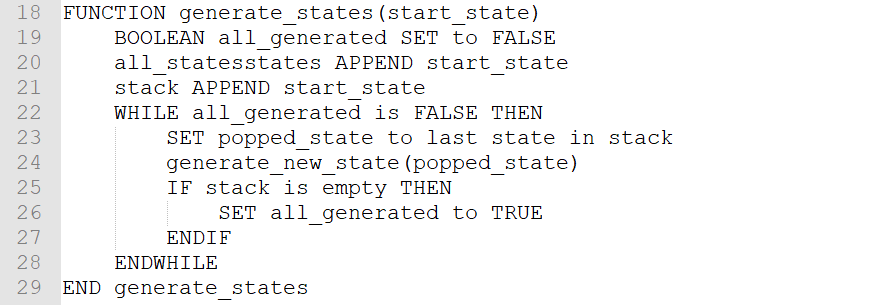 18 FUNCTION generate_states(start_state)
19     BOOLEAN all_generated SET to FALSE
20     all_statesstates APPEND start_state
21     stack APPEND start_state
22     WHILE all_generated is FALSE THEN
23         SET popped_state to last state in stack
24         generate_new_state(popped_state)
25         IF stack is empty THEN
26             SET all_generated to TRUE
27         ENDIF
28     ENDWHILE
29 END generate_states